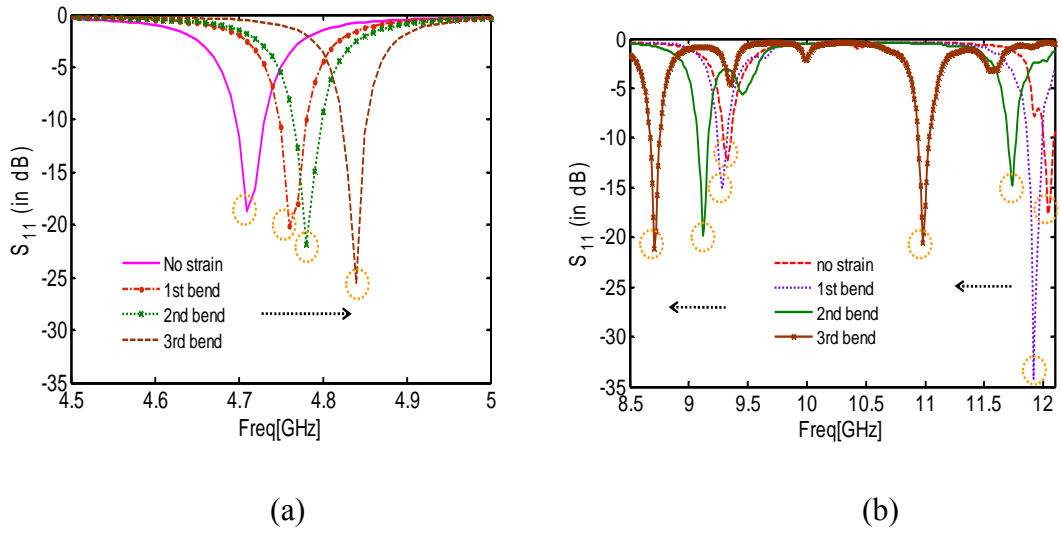 0
-5
-10
-15
-20
-25
-30
-35
S11 (in dB)
No strain
1st bend
2nd bend
3rd bend
4.5 4.6 4.7 4.8 4.9 5
Freq[GHz]
(a)
0
-5
-10
-15
-20
-25
-30
-35
S11 (in dB)
no strain
1st bend
2nd bend
3rd bend
8.5 9 9.5 10 10.5 11 11.5 12
Freq[GHz]
(b)